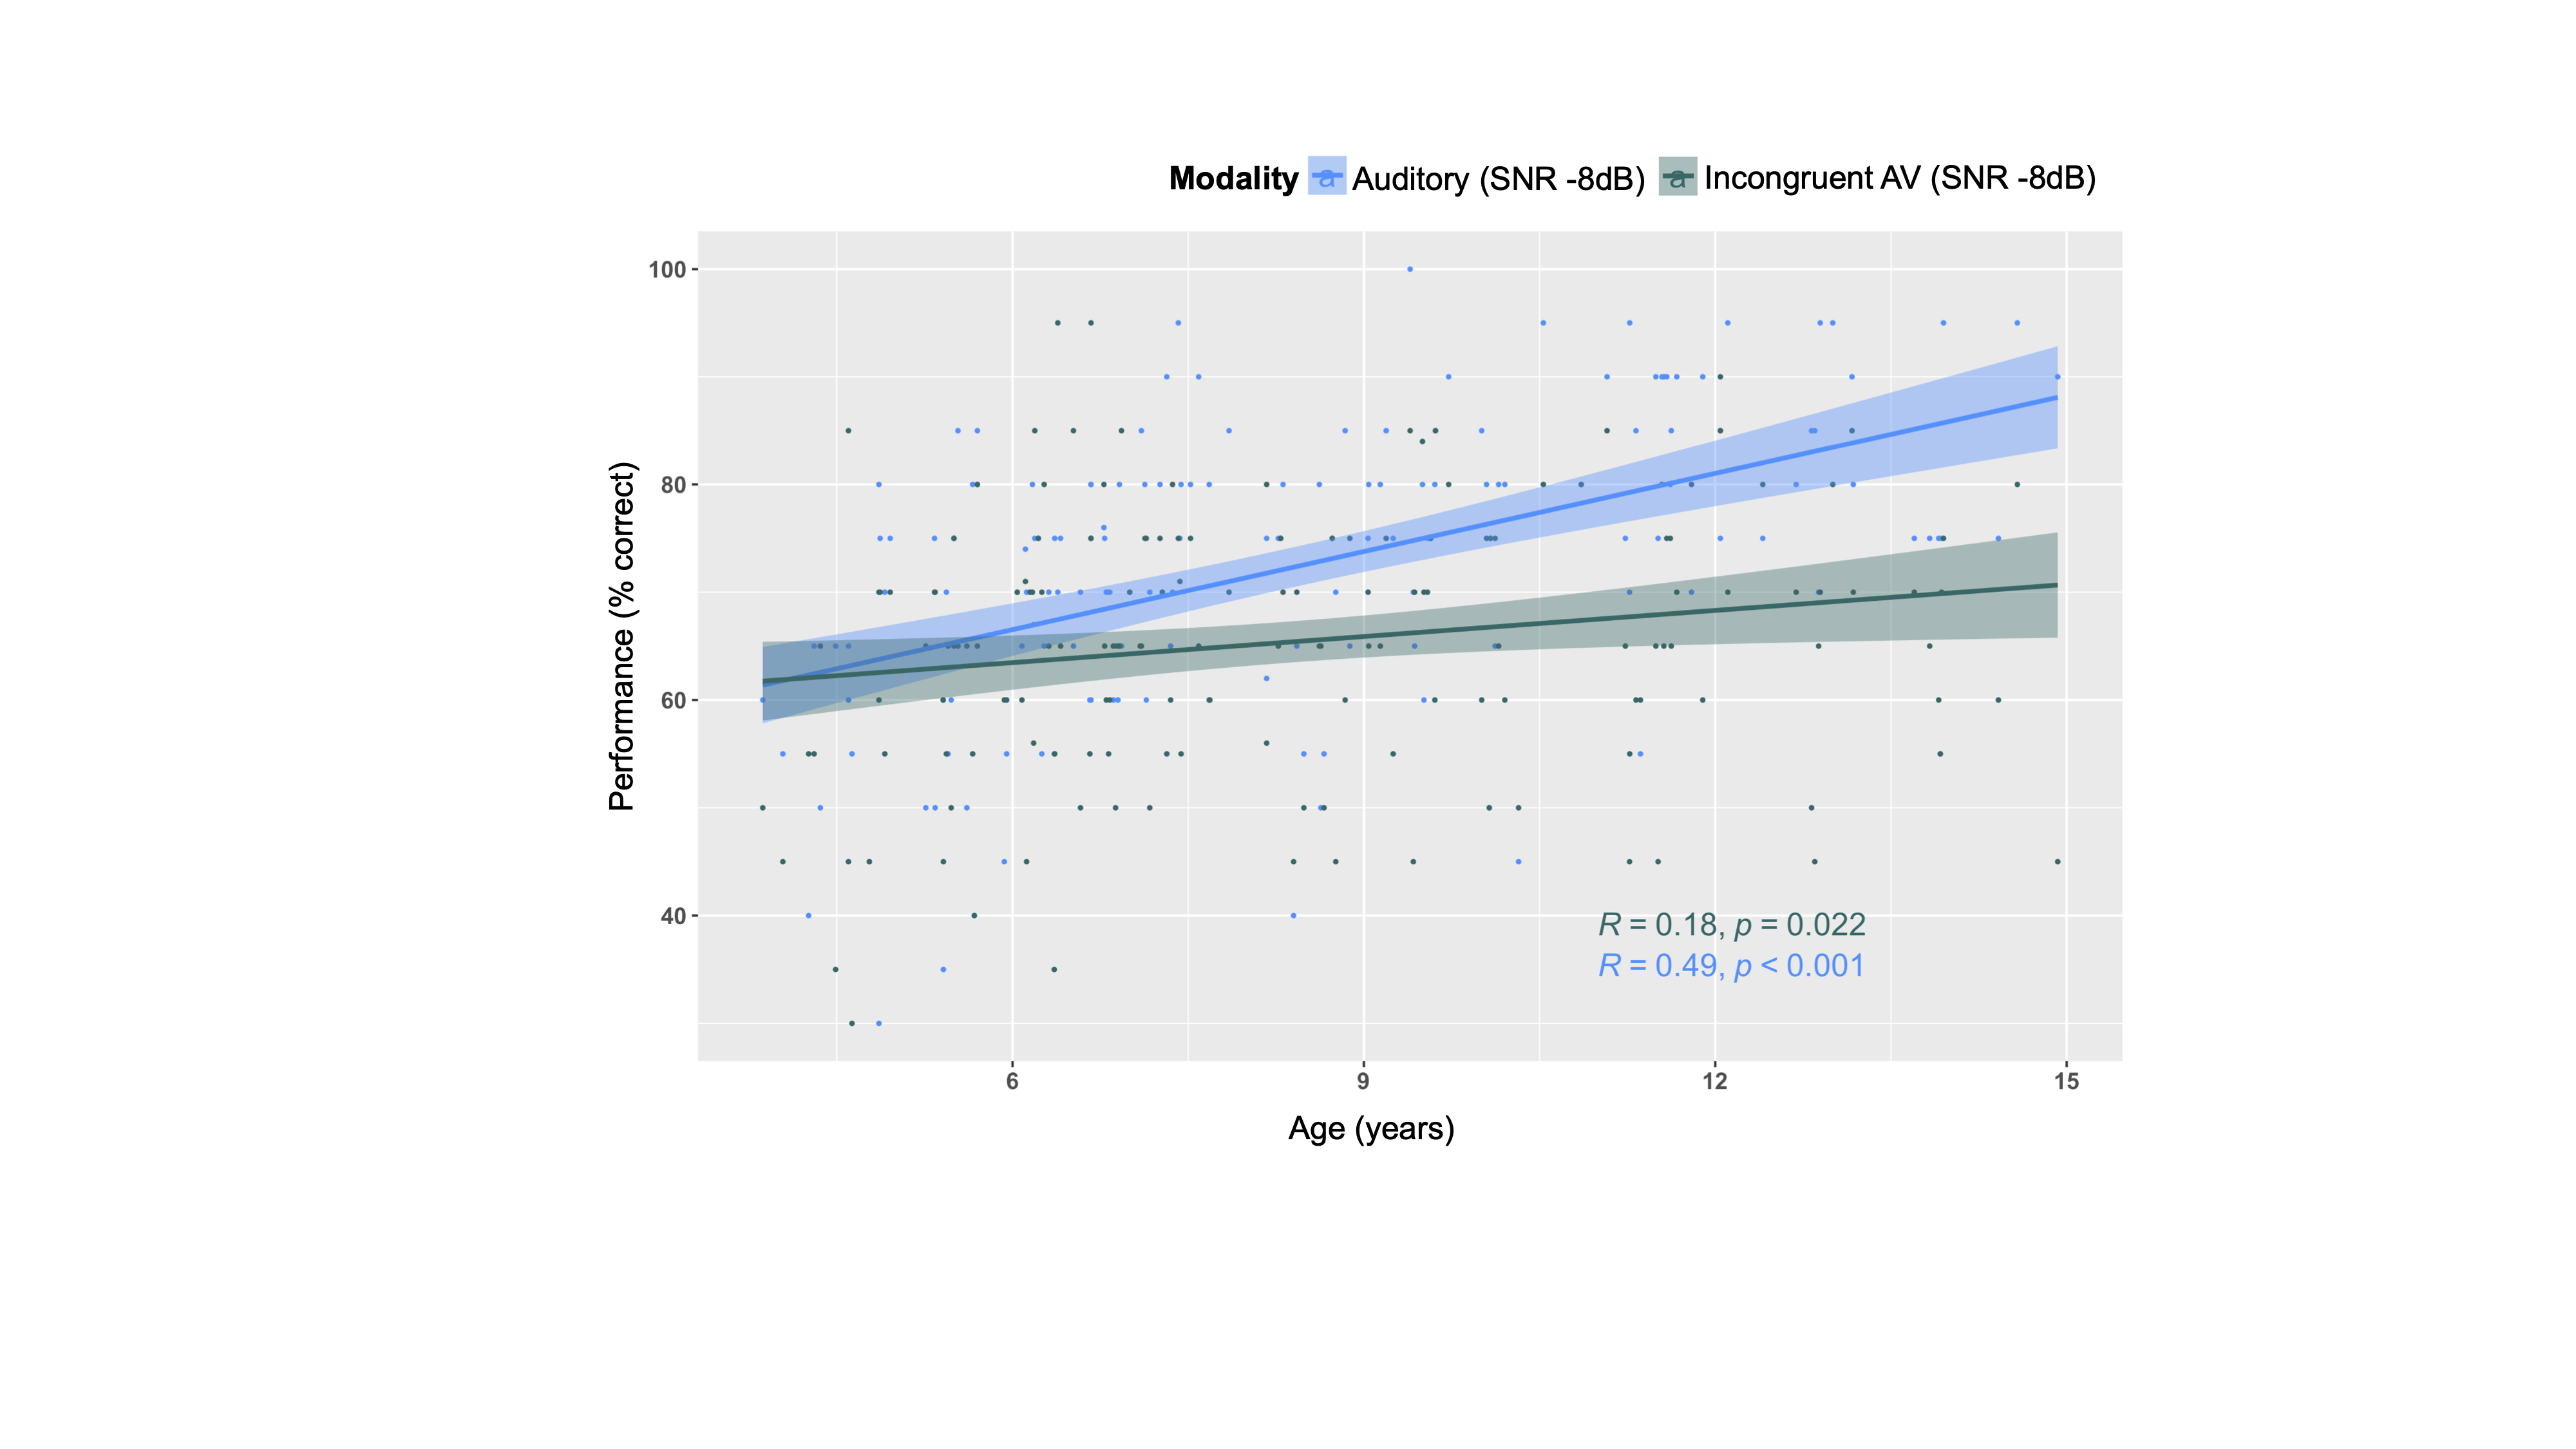 Modality a Auditory (SNR -8dB) a Incongruent AV (SNR -8dB)
100
80
60
40
Performance (% correct)
R = 0.18, p = 0.022
R = 0.49, p < 0.001
6 9 12 15
Age (years)